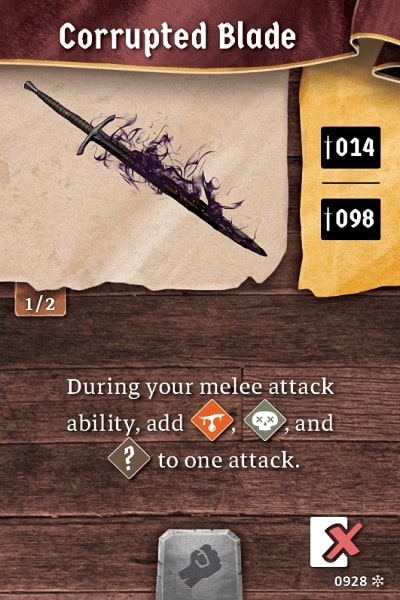 Corrupted Blade
014
098
1/2
During your melee attack
ability, add , , and
? to one attack.
0928